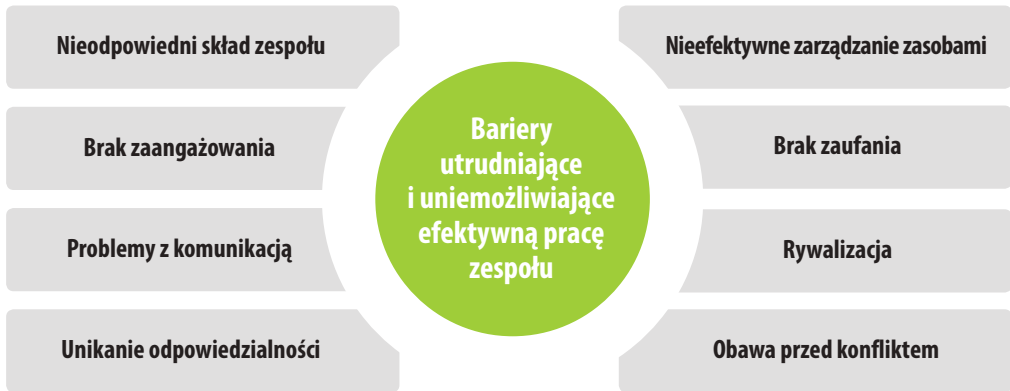 Nieodpowiedni skład zespołu
Brak zaangażowania
Problemy z komunikacją
Unikanie odpowiedzialności
Bariery
utrudniające
i uniemożliwiające
efektywną pracę
zespołu
Nieefektywne zarządzanie zasobami
Brak zaufania
Rywalizacja
Obawa przed konfliktem